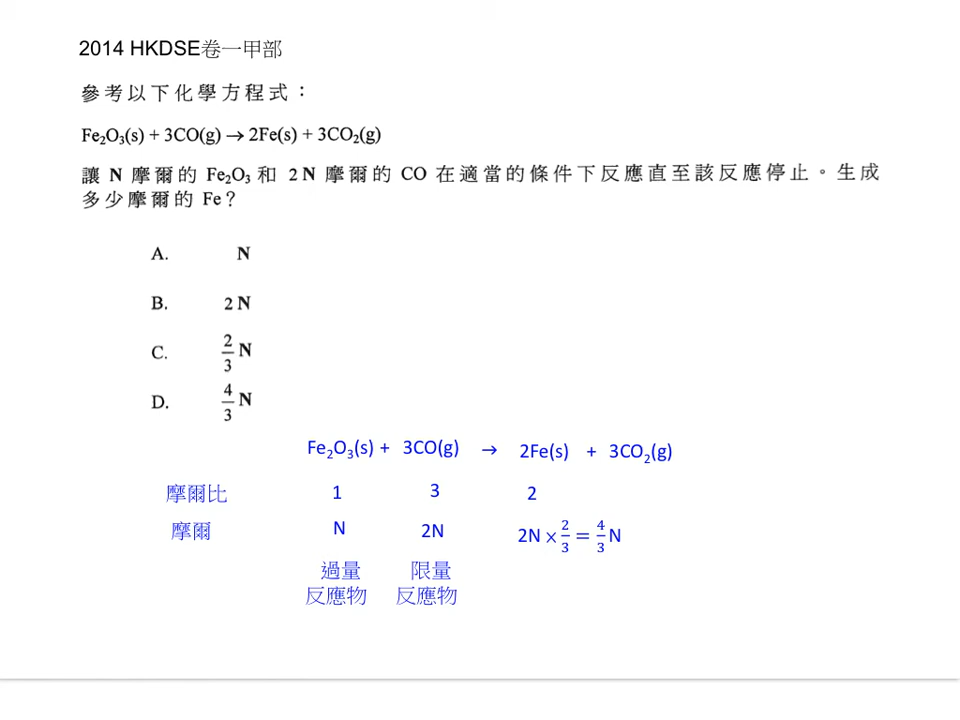 2014 HKDSE卷一甲部
參考以下化學方程式：
Fe₂O₃(s) + 3CO(g) → 2Fe(s) + 3CO₂(g)
讓 N 摩爾的 Fe₂O₃ 和 2N 摩爾的 CO 在適當的條件下反應直至該反應停止。生成
多少摩爾的 Fe？
A. N
B. 2N
C. 2/3 N
D. 4/3 N
Fe₂O₃(s) + 3CO(g) → 2Fe(s) + 3CO₂(g)
摩爾比 1 3 2
摩爾 N 2N 2N × 2/3 = 4/3 N
過量 限量
反應物 反應物